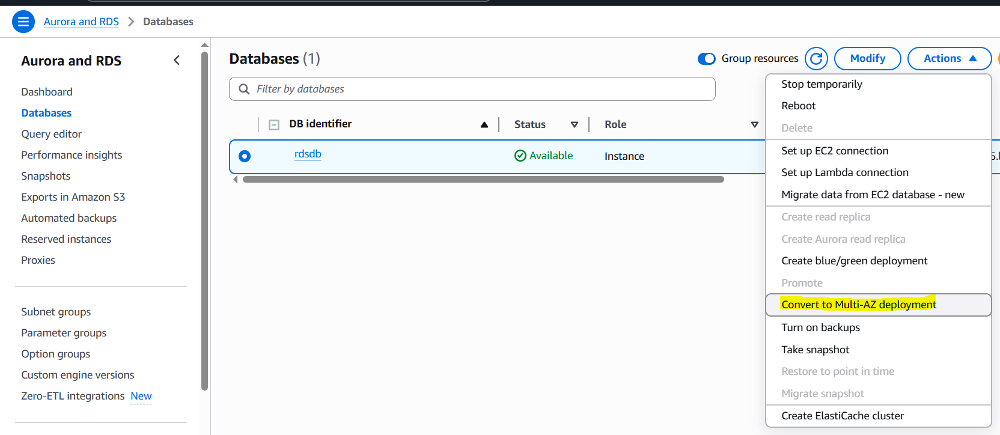 Aurora and RDS > Databases
Aurora and RDS
Dashboard
Databases
Query editor
Performance insights
Snapshots
Exports in Amazon S3
Automated backups
Reserved instances
Proxies
Subnet groups
Parameter groups
Option groups
Custom engine versions
Zero-ETL integrations New
Databases (1)
Group resources
Modify
Actions
Filter by databases
DB identifier
Status
Role
rdsdb
Available
Instance
Stop temporarily
Reboot
Delete
Set up EC2 connection
Set up Lambda connection
Migrate data from EC2 database - new
Create read replica
Create Aurora read replica
Create blue/green deployment
Promote
Convert to Multi-AZ deployment
Turn on backups
Take snapshot
Restore to point in time
Migrate snapshot
Create ElastiCache cluster